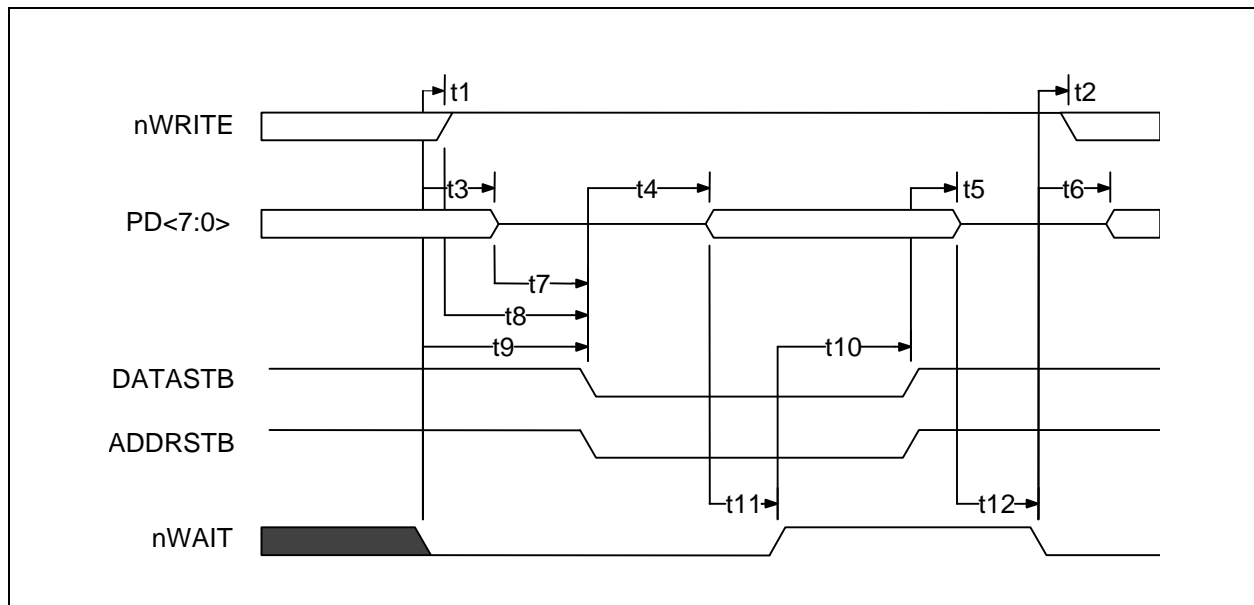 t1
t2
nWRITE
t3
t4
t5
t6
PD<7:0>
t7
t8
t9
t10
DATASTB
ADDRSTB
t11
t12
nWAIT